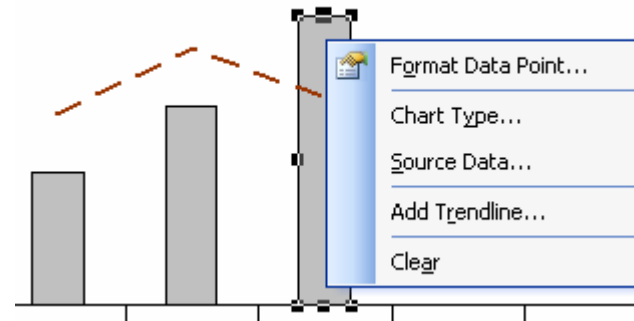 Format Data Point...
Chart Type...
Source Data...
Add Trendline...
Clear